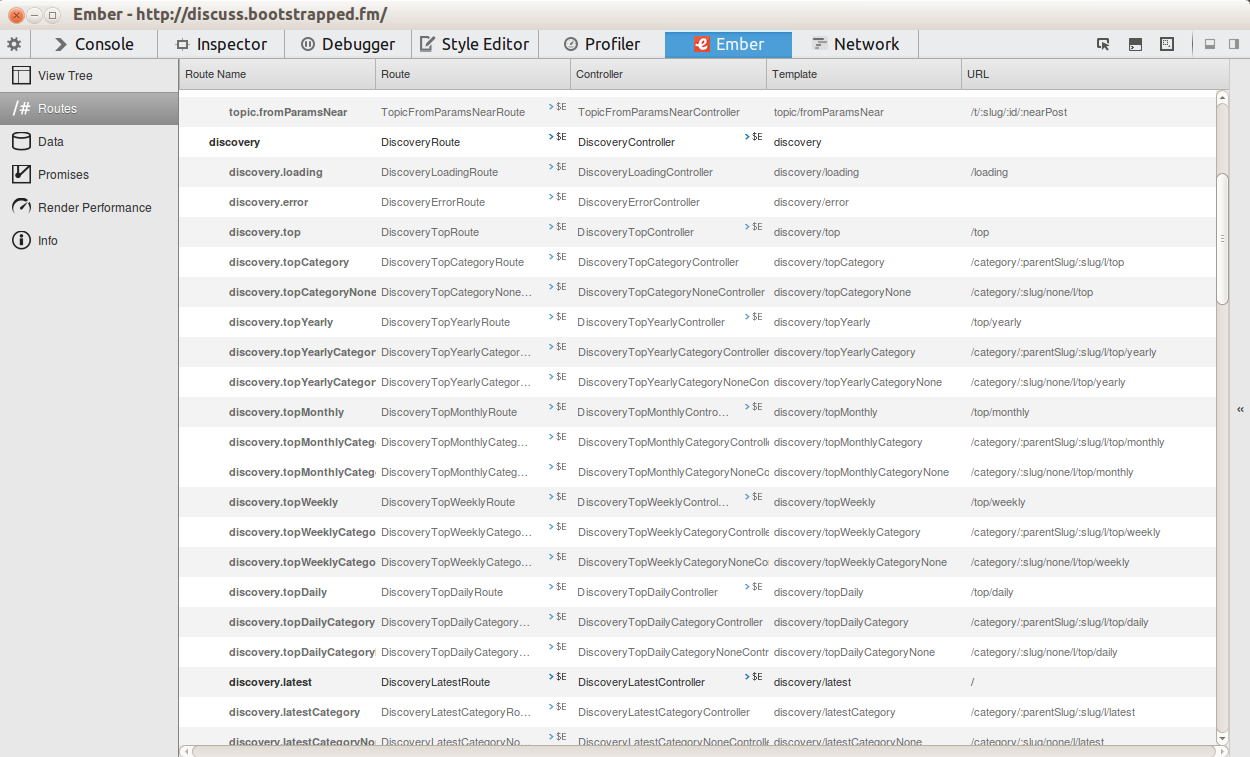 Ember - http://discuss.bootstrapped.fm/
Console Inspector Debugger Style Editor Profiler Ember Network
View Tree
Routes
Data
Promises
Render Performance
Info
Route Name Route Controller Template URL
topic.fromParamsNear TopicFromParamsNearRoute > $E TopicFromParamsNearController topic/fromParamsNear /t/:slug/:id/:nearPost
discovery DiscoveryRoute > $E DiscoveryController > $E discovery
discovery.loading DiscoveryLoadingRoute > $E DiscoveryLoadingController discovery/loading /loading
discovery.error DiscoveryErrorRoute > $E DiscoveryErrorController discovery/error
discovery.top DiscoveryTopRoute > $E DiscoveryTopController > $E discovery/top /top
discovery.topCategory DiscoveryTopCategoryRoute > $E DiscoveryTopCategoryController discovery/topCategory /category/:parentSlug/:slug/l/top
discovery.topCategoryNone DiscoveryTopCategoryNone... > $E DiscoveryTopCategoryNoneController discovery/topCategoryNone /category/:slug/none/l/top
discovery.topYearly DiscoveryTopYearlyRoute > $E DiscoveryTopYearlyController > $E discovery/topYearly /top/yearly
discovery.topYearlyCategor DiscoveryTopYearlyCategor... > $E DiscoveryTopYearlyCategoryController discovery/topYearlyCategory /category/:parentSlug/:slug/l/top/yearly
discovery.topYearlyCategor DiscoveryTopYearlyCategor... > $E DiscoveryTopYearlyCategoryNoneCon discovery/topYearlyCategoryNone /category/:slug/none/l/top/yearly
discovery.topMonthly DiscoveryTopMonthlyRoute > $E DiscoveryTopMonthlyContro... > $E discovery/topMonthly /top/monthly
discovery.topMonthlyCateg DiscoveryTopMonthlyCateg... > $E DiscoveryTopMonthlyCategoryControlle discovery/topMonthlyCategory /category/:parentSlug/:slug/l/top/monthly
discovery.topMonthlyCateg DiscoveryTopMonthlyCateg... > $E DiscoveryTopMonthlyCategoryNoneCo discovery/topMonthlyCategoryNone /category/:slug/none/l/top/monthly
discovery.topWeekly DiscoveryTopWeeklyRoute > $E DiscoveryTopWeeklyControl... > $E discovery/topWeekly /top/weekly
discovery.topWeeklyCatego DiscoveryTopWeeklyCatego... > $E DiscoveryTopWeeklyCategoryControlle discovery/topWeeklyCategory /category/:parentSlug/:slug/l/top/weekly
discovery.topWeeklyCatego DiscoveryTopWeeklyCatego... > $E DiscoveryTopWeeklyCategoryNoneCo discovery/topWeeklyCategoryNone /category/:slug/none/l/top/weekly
discovery.topDaily DiscoveryTopDailyRoute > $E DiscoveryTopDailyController > $E discovery/topDaily /top/daily
discovery.topDailyCategory DiscoveryTopDailyCategory... > $E DiscoveryTopDailyCategoryController discovery/topDailyCategory /category/:parentSlug/:slug/l/top/daily
discovery.topDailyCategory DiscoveryTopDailyCategory... > $E DiscoveryTopDailyCategoryNoneContr discovery/topDailyCategoryNone /category/:slug/none/l/top/daily
discovery.latest DiscoveryLatestRoute > $E DiscoveryLatestController > $E discovery/latest /
discovery.latestCategory DiscoveryLatestCategoryRo... > $E DiscoveryLatestCategoryController discovery/latestCategory /category/:parentSlug/:slug/l/latest
discovery.latestCategoryNo DiscoveryLatestCategoryNo... > $E DiscoveryLatestCategoryNoneControlle discovery/latestCategoryNone /category/:slug/none/l/latest